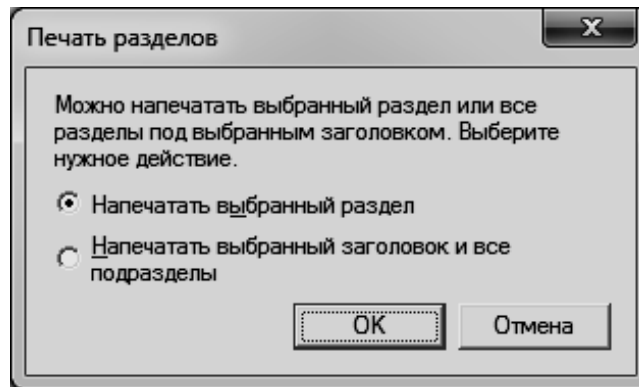 Печать разделов
Можно напечатать выбранный раздел или все
разделы под выбранным заголовком. Выберите
нужное действие.
Напечатать выбранный раздел
Напечатать выбранный заголовок и все
подразделы
OK
Отмена